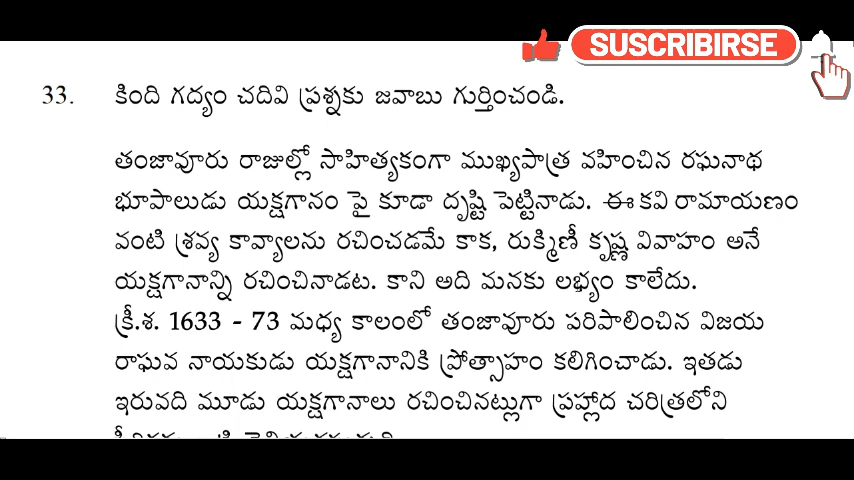 SUSCRIBIRSE
33. కింది గద్యం చదివి ప్రశ్నకు జవాబు గుర్తించండి.
తంజావూరు రాజుల్లో సాహిత్యకంగా ముఖ్యపాత్ర వహించిన రఘునాథ
భూపాలుడు యక్షగానం పై కూడా దృష్టి పెట్టినాడు. ఈ కవి రామాయణం
వంటి శ్రవ్య కావ్యాలను రచించడమే కాక, రుక్మిణీ కృష్ణ వివాహం అనే
యక్షగానాన్ని రచించినాడట. కాని అది మనకు లభ్యం కాలేదు.
క్రీ.శ. 1633 - 73 మధ్య కాలంలో తంజావూరు పరిపాలించిన విజయ
రాఘవ నాయకుడు యక్షగానానికి ప్రోత్సాహం కలిగించాడు. ఇతడు
ఇరువది మూడు యక్షగానాలు రచించినట్లుగా ప్రహ్లాద చరిత్రలోని